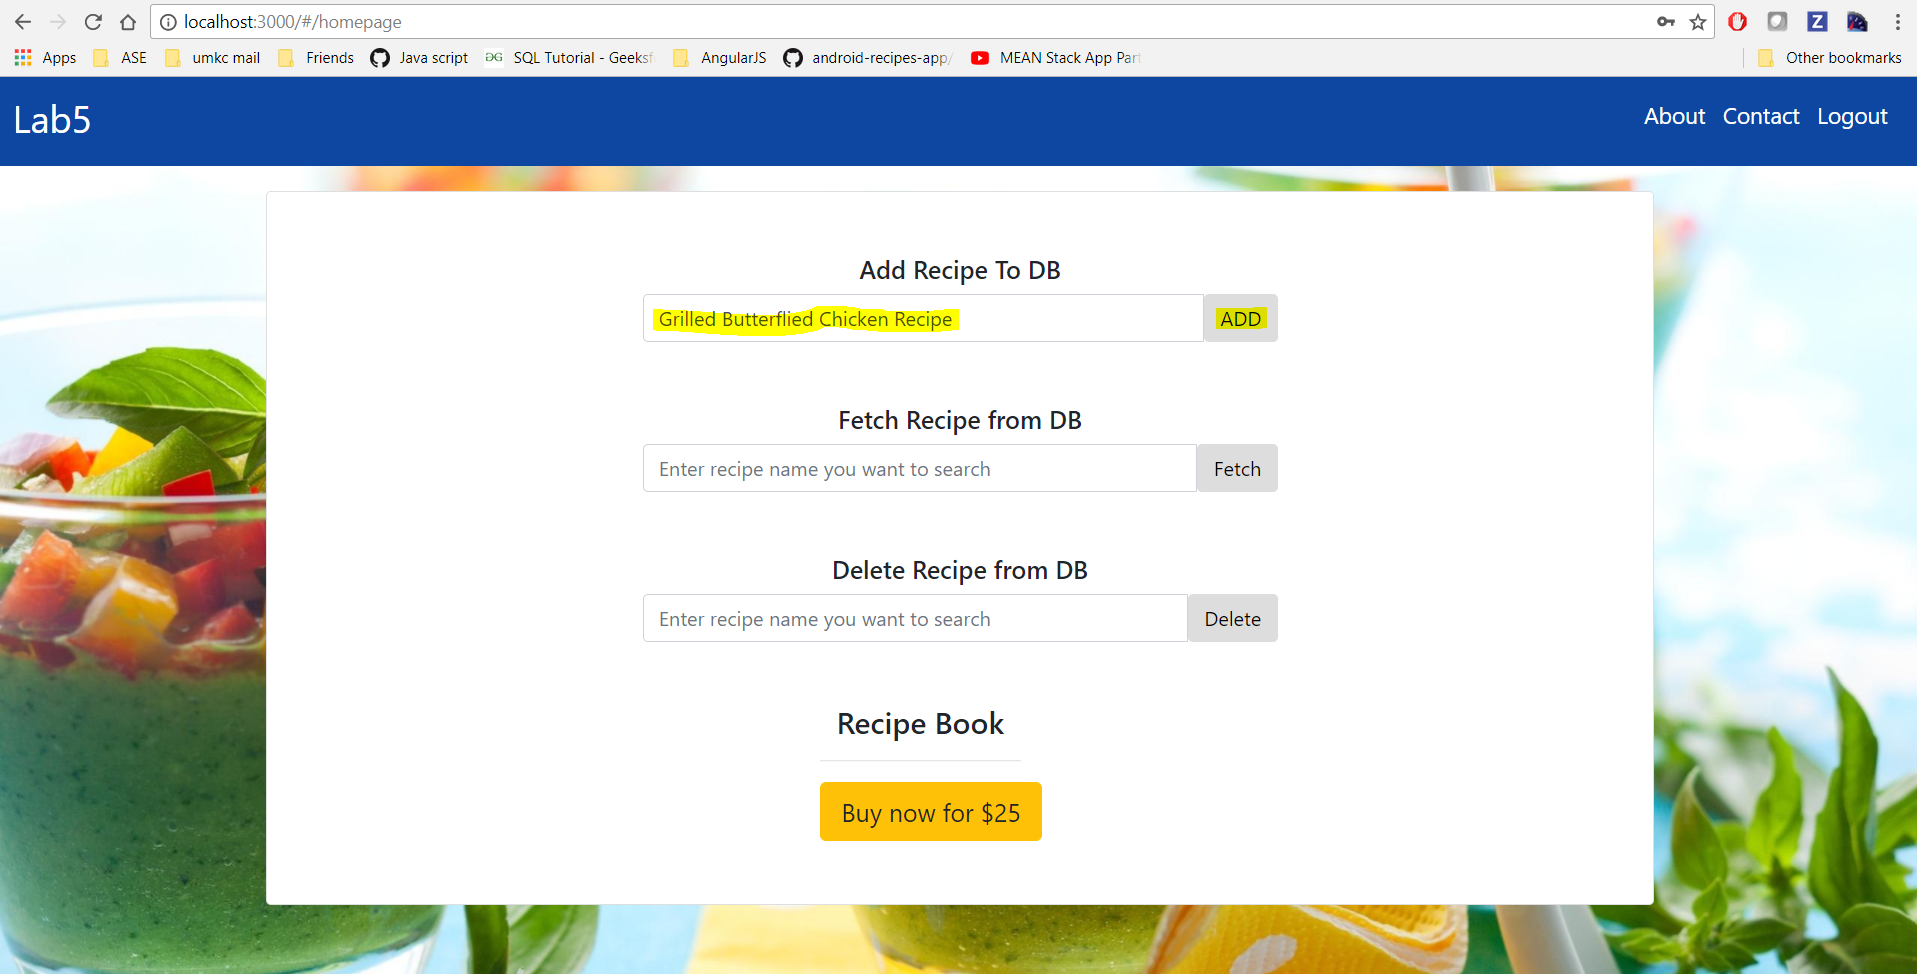 localhost:3000/#/homepage
Apps ASE umkc mail Friends Java script SQL Tutorial - Geeksf AngularJS android-recipes-app/ MEAN Stack App Part Other bookmarks
Lab5 About Contact Logout
Add Recipe To DB
Grilled Butterflied Chicken Recipe ADD
Fetch Recipe from DB
Enter recipe name you want to search Fetch
Delete Recipe from DB
Enter recipe name you want to search Delete
Recipe Book
Buy now for $25